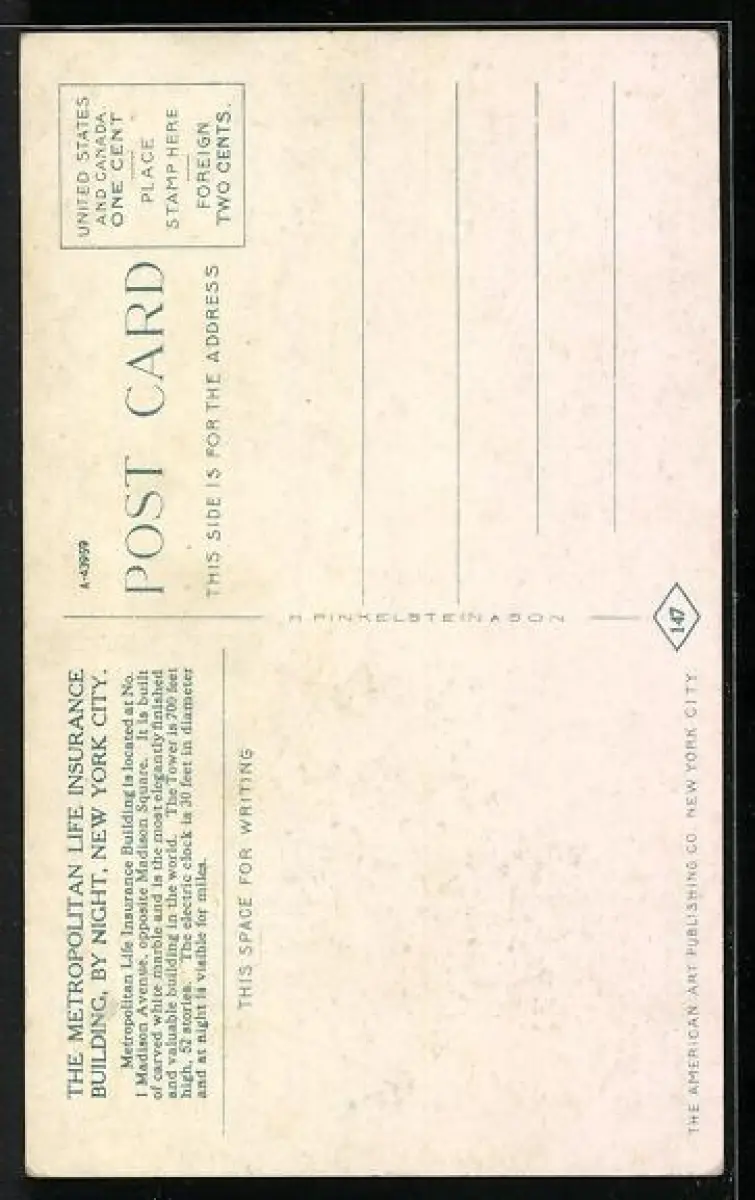 THE METROPOLITAN LIFE INSURANCE
BUILDING, BY NIGHT, NEW YORK CITY.
Metropolitan Life Insurance Building is located at No.
1 Madison Avenue, opposite Madison Square. It is built
of carved white marble and is the most elegantly finished
and valuable building in the world. The Tower is 700 feet
high, 52 stories. The electric clock is 30 feet in diameter
and at night is visible for miles.
THIS SPACE FOR WRITING
THE AMERICAN ART PUBLISHING CO. NEW YORK CITY
H FINKELSTEIN & SON
147
A-43959
POST CARD
THIS SIDE IS FOR THE ADDRESS
UNITED STATES
AND CANADA
ONE CENT
PLACE
STAMP HERE
FOREIGN
TWO CENTS.